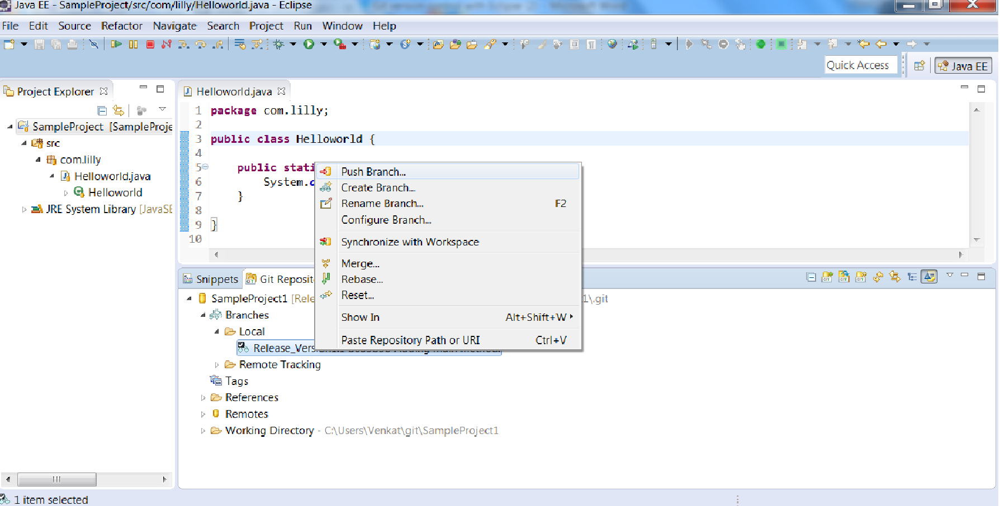 Java EE - SampleProject/src/com/lilly/Helloworld.java - Eclipse
File Edit Source Refactor Navigate Search Project Run Window Help
Quick Access
Java EE
Project Explorer
SampleProject [SampleProje
src
com.lilly
Helloworld.java
Helloworld
JRE System Library [JavaSE
Helloworld.java
1 package com.lilly;
2
3 public class Helloworld {
4
5 public stati
6 System.o
7 }
8
9 }
10
Push Branch...
Create Branch...
Rename Branch... F2
Configure Branch...
Synchronize with Workspace
Merge...
Rebase...
Reset...
Show In Alt+Shift+W
Paste Repository Path or URI Ctrl+V
Snippets
Git Reposit
SampleProject1 [Rele 1\.git
Branches
Local
Release_Vers
Remote Tracking
Tags
References
Remotes
Working Directory - C:\Users\Venkat\git\SampleProject1
1 item selected